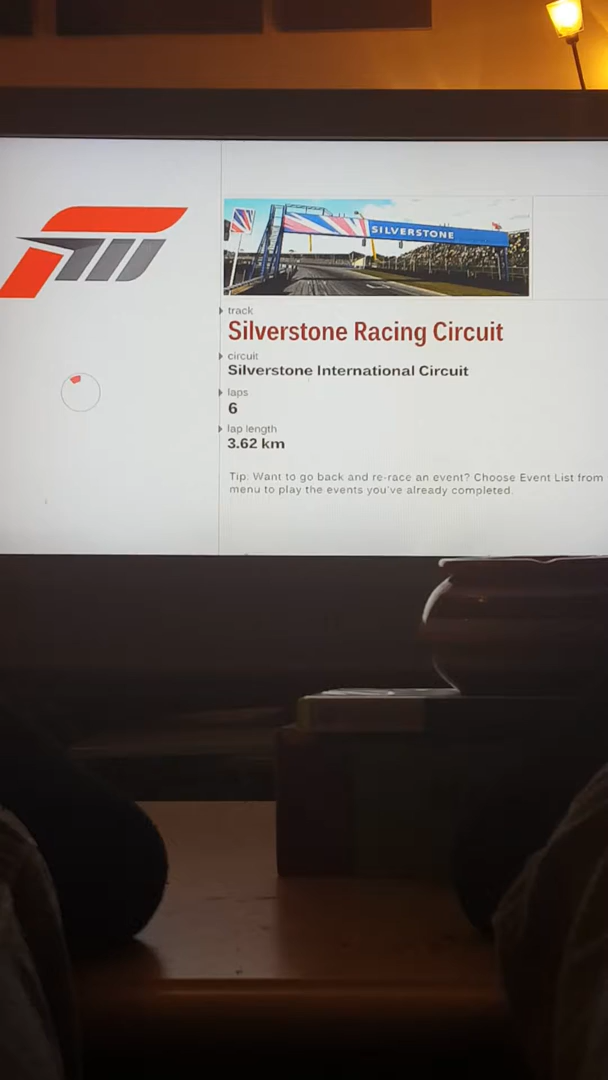 SILVERSTONE
track
Silverstone Racing Circuit
circuit
Silverstone International Circuit
laps
6
lap length
3.62 km
Tip: Want to go back and re-race an event? Choose Event List from
menu to play the events you've already completed.